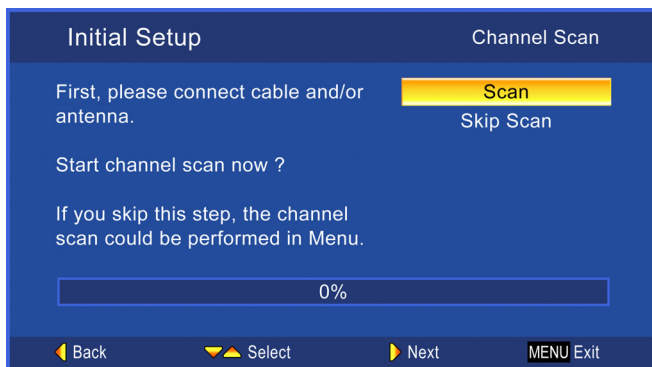 Initial Setup
Channel Scan
First, please connect cable and/or
antenna.
Scan
Skip Scan
Start channel scan now ?
If you skip this step, the channel
scan could be performed in Menu.
0%
Back
Select
Next
MENU Exit